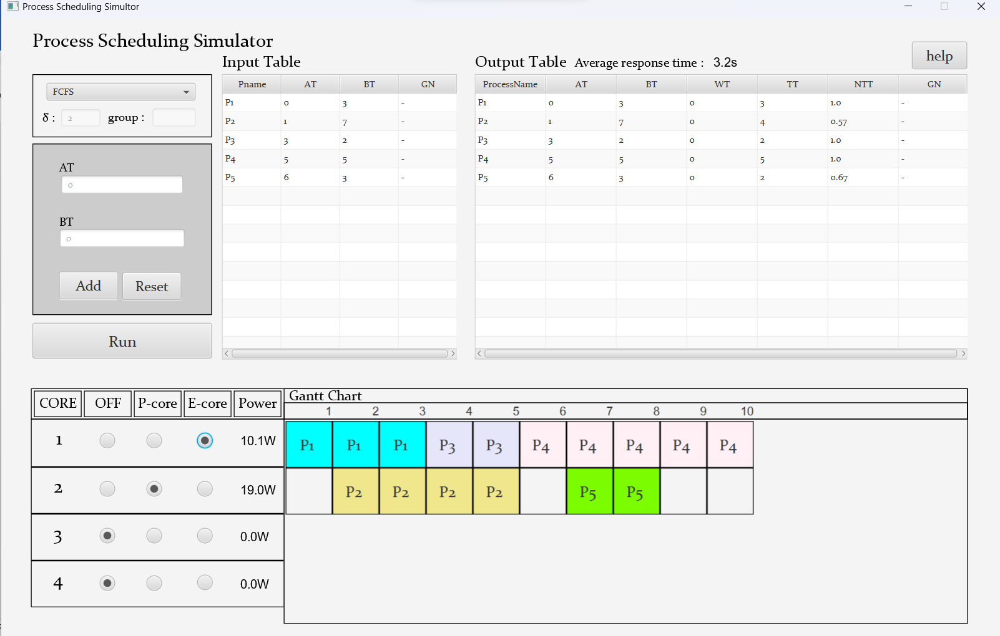 Process Scheduling Simultor
Process Scheduling Simulator
help
Input Table
Output Table Average response time : 3.2s
FCFS
δ : 2 group :
AT
0
BT
0
Add Reset
Run
Pname AT BT GN
P1 0 3 -
P2 1 7 -
P3 3 2 -
P4 5 5 -
P5 6 3 -
ProcessName AT BT WT TT NTT GN
P1 0 3 0 3 1.0 -
P2 1 7 0 4 0.57 -
P3 3 2 0 2 1.0 -
P4 5 5 0 5 1.0 -
P5 6 3 0 2 0.67 -
CORE OFF P-core E-core Power
1 10.1W
2 19.0W
3 0.0W
4 0.0W
Gantt Chart
1 2 3 4 5 6 7 8 9 10
P1 P1 P1 P3 P3 P4 P4 P4 P4 P4
P2 P2 P2 P2 P5 P5